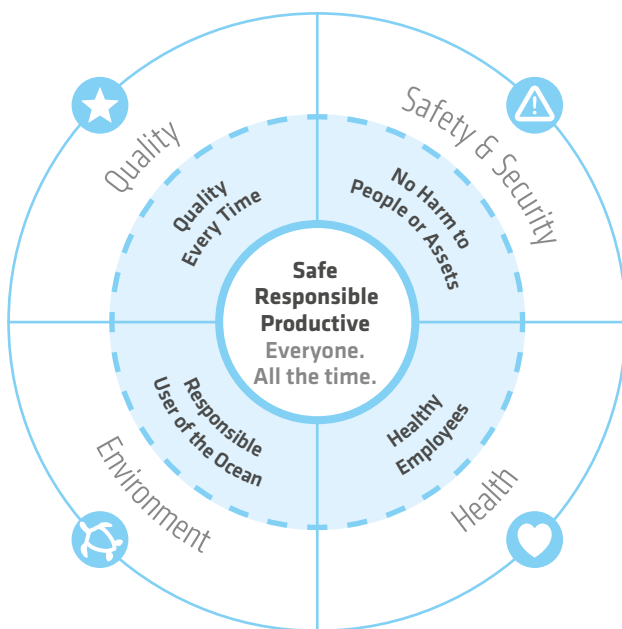 Quality
Safety & Security
Quality
Every Time
No Harm to
People or Assets
Safe
Responsible
Productive
Everyone.
All the time.
Responsible
User of the Ocean
Healthy
Employees
Environment
Health